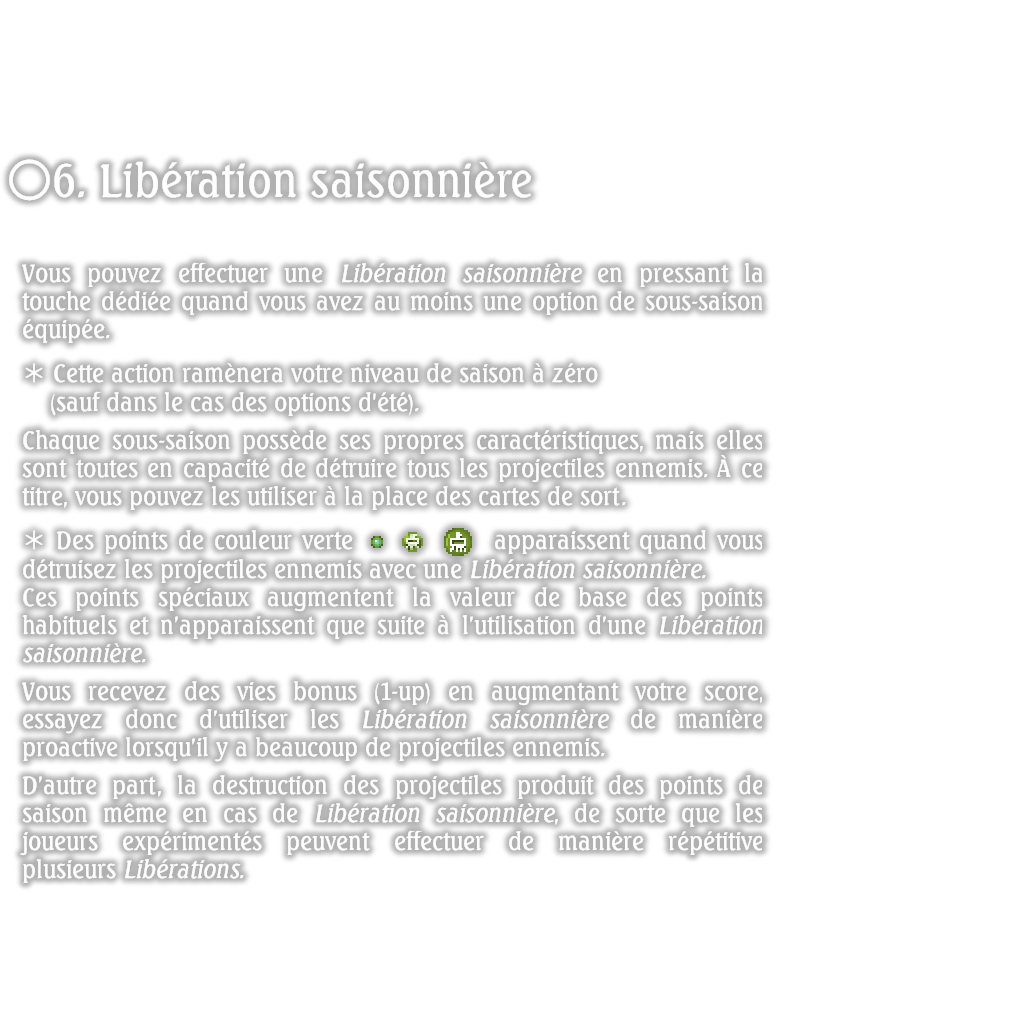 ○6. Libération saisonnière
Vous pouvez effectuer une Libération saisonnière en pressant la
touche dédiée quand vous avez au moins une option de sous-saison
équipée.
＊ Cette action ramènera votre niveau de saison à zéro
(sauf dans le cas des options d'été).
Chaque sous-saison possède ses propres caractéristiques, mais elles
sont toutes en capacité de détruire tous les projectiles ennemis. À ce
titre, vous pouvez les utiliser à la place des cartes de sort.
＊ Des points de couleur verte apparaissent quand vous
détruisez les projectiles ennemis avec une Libération saisonnière.
Ces points spéciaux augmentent la valeur de base des points
habituels et n'apparaissent que suite à l'utilisation d'une Libération
saisonnière.
Vous recevez des vies bonus (1-up) en augmentant votre score,
essayez donc d'utiliser les Libération saisonnière de manière
proactive lorsqu'il y a beaucoup de projectiles ennemis.
D'autre part, la destruction des projectiles produit des points de
saison même en cas de Libération saisonnière, de sorte que les
joueurs expérimentés peuvent effectuer de manière répétitive
plusieurs Libérations.